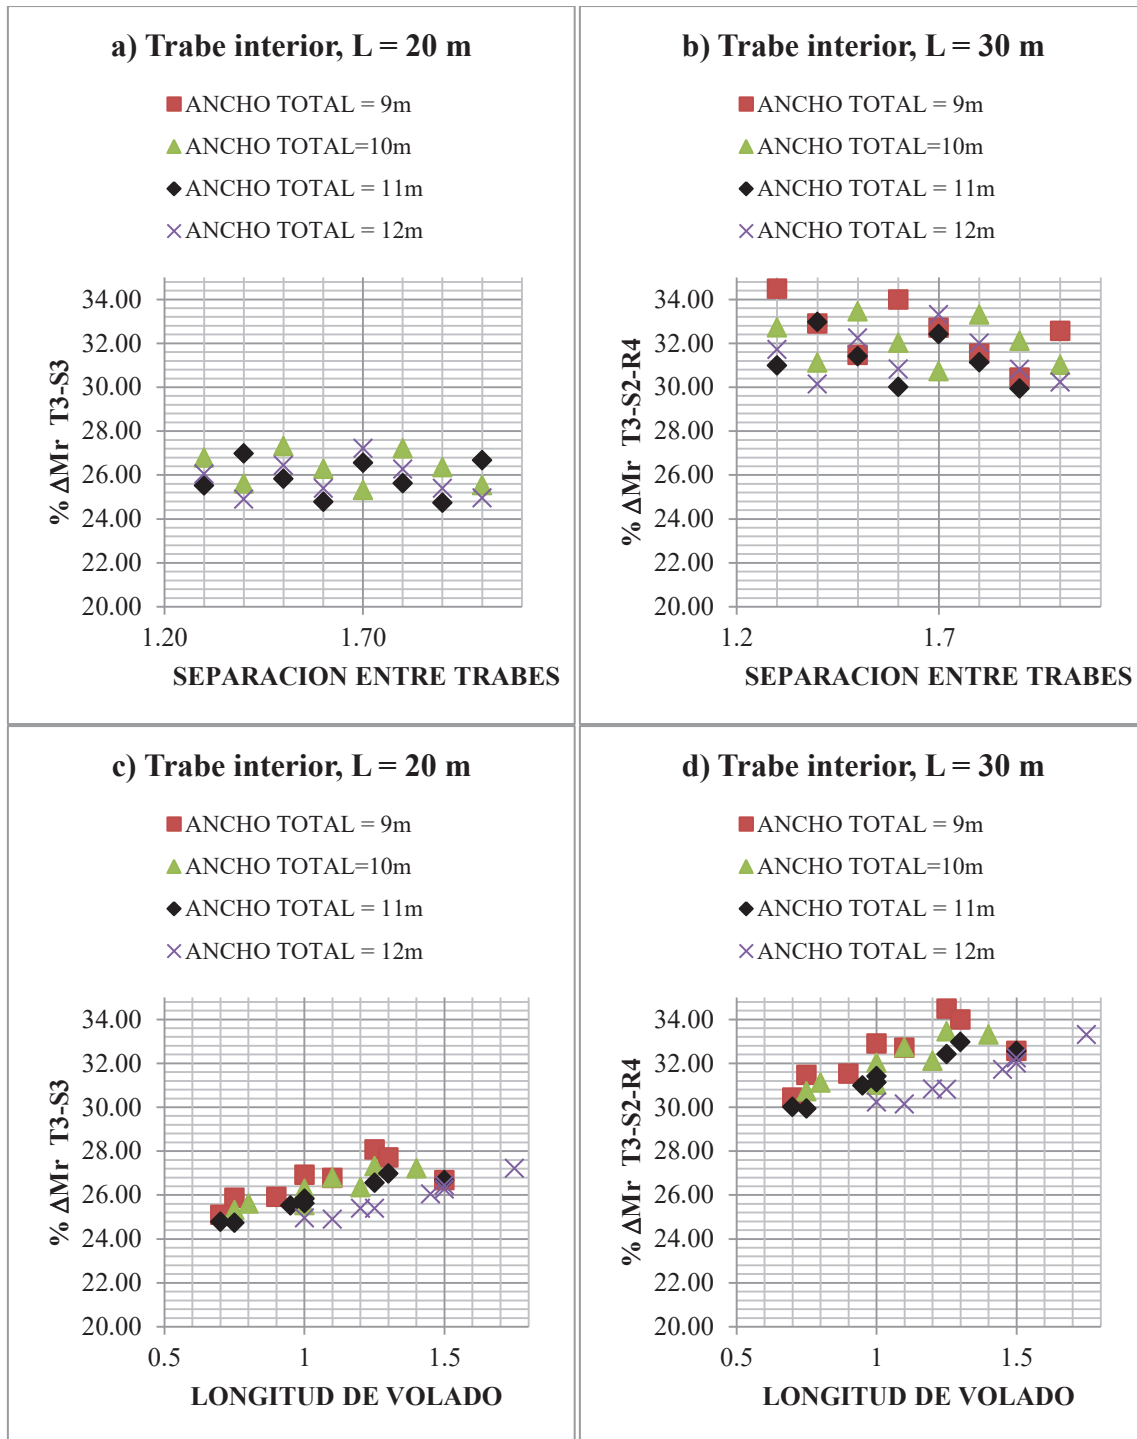 a) Trabe interior, L = 20 m
ANCHO TOTAL = 9m
ANCHO TOTAL=10m
ANCHO TOTAL = 11m
ANCHO TOTAL = 12m
% ΔMr T3-S3
34.00
32.00
30.00
28.00
26.00
24.00
22.00
20.00
1.20 1.70
SEPARACION ENTRE TRABES
b) Trabe interior, L = 30 m
ANCHO TOTAL = 9m
ANCHO TOTAL=10m
ANCHO TOTAL = 11m
ANCHO TOTAL = 12m
% ΔMr T3-S2-R4
34.00
32.00
30.00
28.00
26.00
24.00
22.00
20.00
1.2 1.7
SEPARACION ENTRE TRABES
c) Trabe interior, L = 20 m
ANCHO TOTAL = 9m
ANCHO TOTAL=10m
ANCHO TOTAL = 11m
ANCHO TOTAL = 12m
% ΔMr T3-S3
34.00
32.00
30.00
28.00
26.00
24.00
22.00
20.00
0.5 1 1.5
LONGITUD DE VOLADO
d) Trabe interior, L = 30 m
ANCHO TOTAL = 9m
ANCHO TOTAL=10m
ANCHO TOTAL = 11m
ANCHO TOTAL = 12m
% ΔMr T3-S2-R4
34.00
32.00
30.00
28.00
26.00
24.00
22.00
20.00
0.5 1 1.5
LONGITUD DE VOLADO